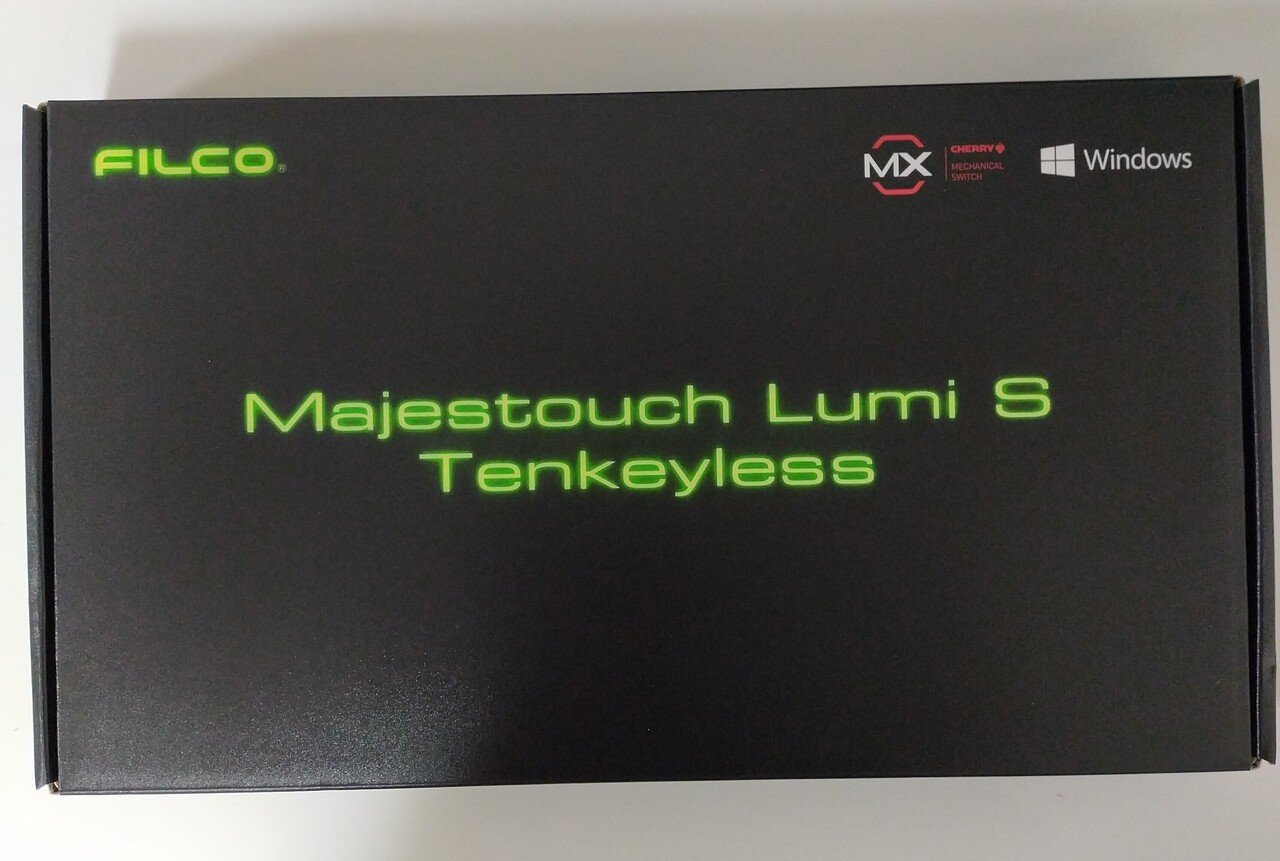 FILCO®
MX
CHERRY
MECHANICAL
SWITCH
Windows
Majestouch Lumi S
Tenkeyless